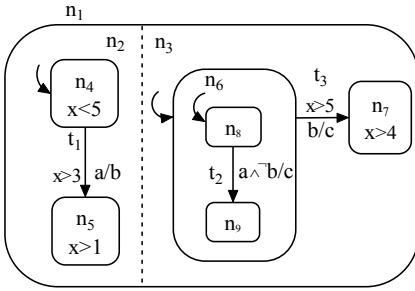 n1
n2
n3
n4
x<5
t1
x>3 a/b
n5
x>1
n6
n8
t2 a∧¬b/c
n9
t3
x>5
b/c
n7
x>4